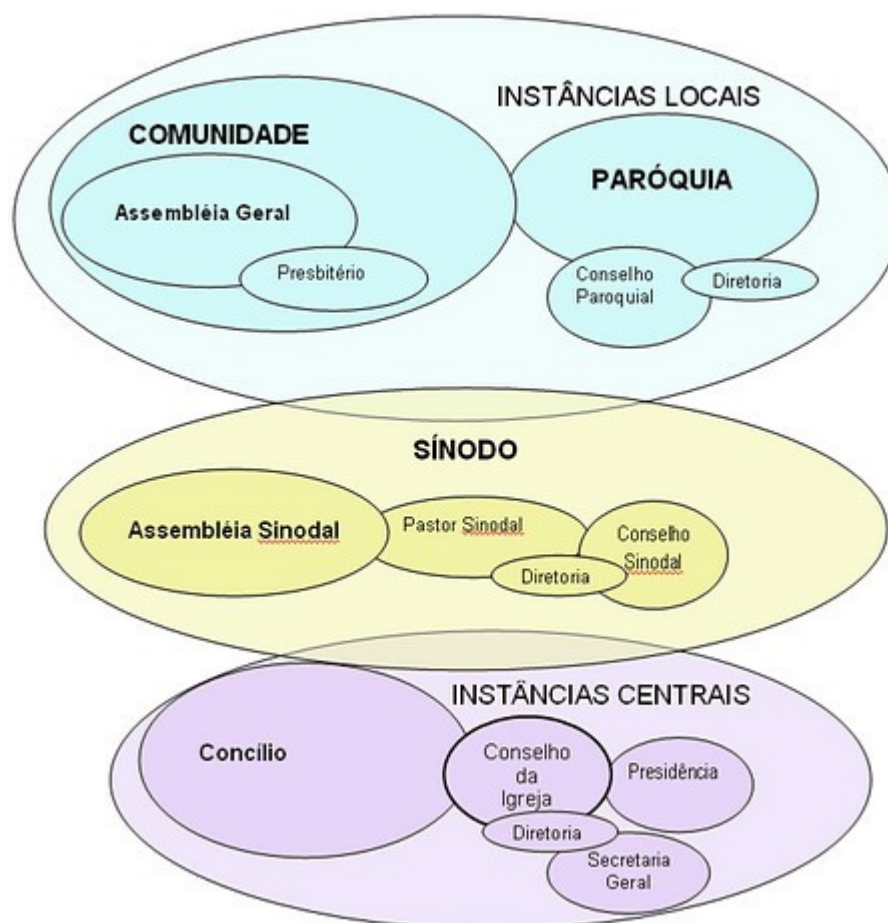 INSTÂNCIAS LOCAIS
COMUNIDADE
Assembléia Geral
Presbitério
PARÓQUIA
Conselho
Paroquial
Diretoria
SÍNODO
Assembléia Sinodal
Pastor Sinodal
Conselho
Sinodal
Diretoria
INSTÂNCIAS CENTRAIS
Concílio
Conselho
da
Igreja
Presidência
Diretoria
Secretaria
Geral